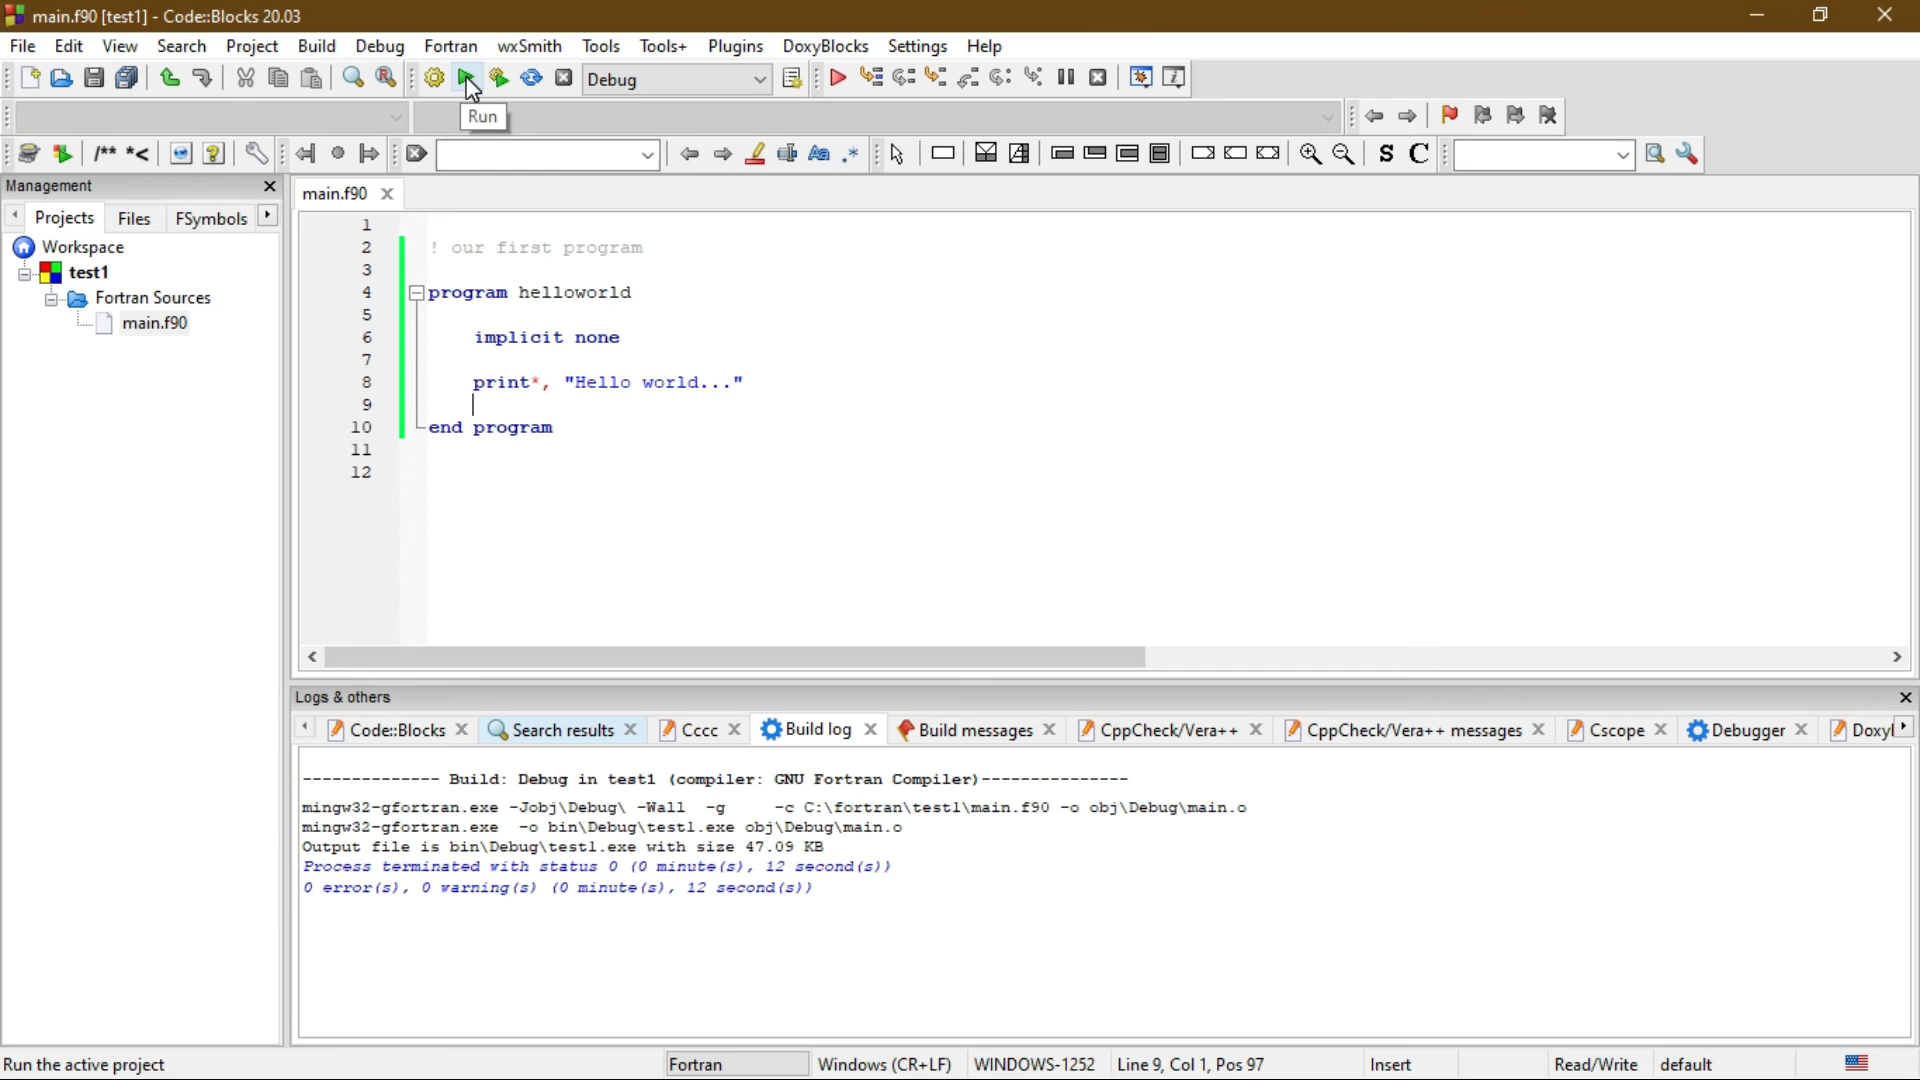 main.f90 [test1] - Code::Blocks 20.03
File Edit View Search Project Build Debug Fortran wxSmith Tools Tools+ Plugins DoxyBlocks Settings Help
Debug
Run
/** *<
Aa .*
S C
Management
Projects Files FSymbols
Workspace
test1
Fortran Sources
main.f90
main.f90
1
2 ! our first program
3
4 program helloworld
5
6 implicit none
7
8 print*, "Hello world..."
9
10 end program
11
12
Logs & others
Code::Blocks Search results Cccc Build log Build messages CppCheck/Vera++ CppCheck/Vera++ messages Cscope Debugger Doxyl
-------------- Build: Debug in test1 (compiler: GNU Fortran Compiler)---------------
mingw32-gfortran.exe -Jobj\Debug\ -Wall -g -c C:\fortran\test1\main.f90 -o obj\Debug\main.o
mingw32-gfortran.exe -o bin\Debug\test1.exe obj\Debug\main.o
Output file is bin\Debug\test1.exe with size 47.09 KB
Process terminated with status 0 (0 minute(s), 12 second(s))
0 error(s), 0 warning(s) (0 minute(s), 12 second(s))
Run the active project Fortran Windows (CR+LF) WINDOWS-1252 Line 9, Col 1, Pos 97 Insert Read/Write default